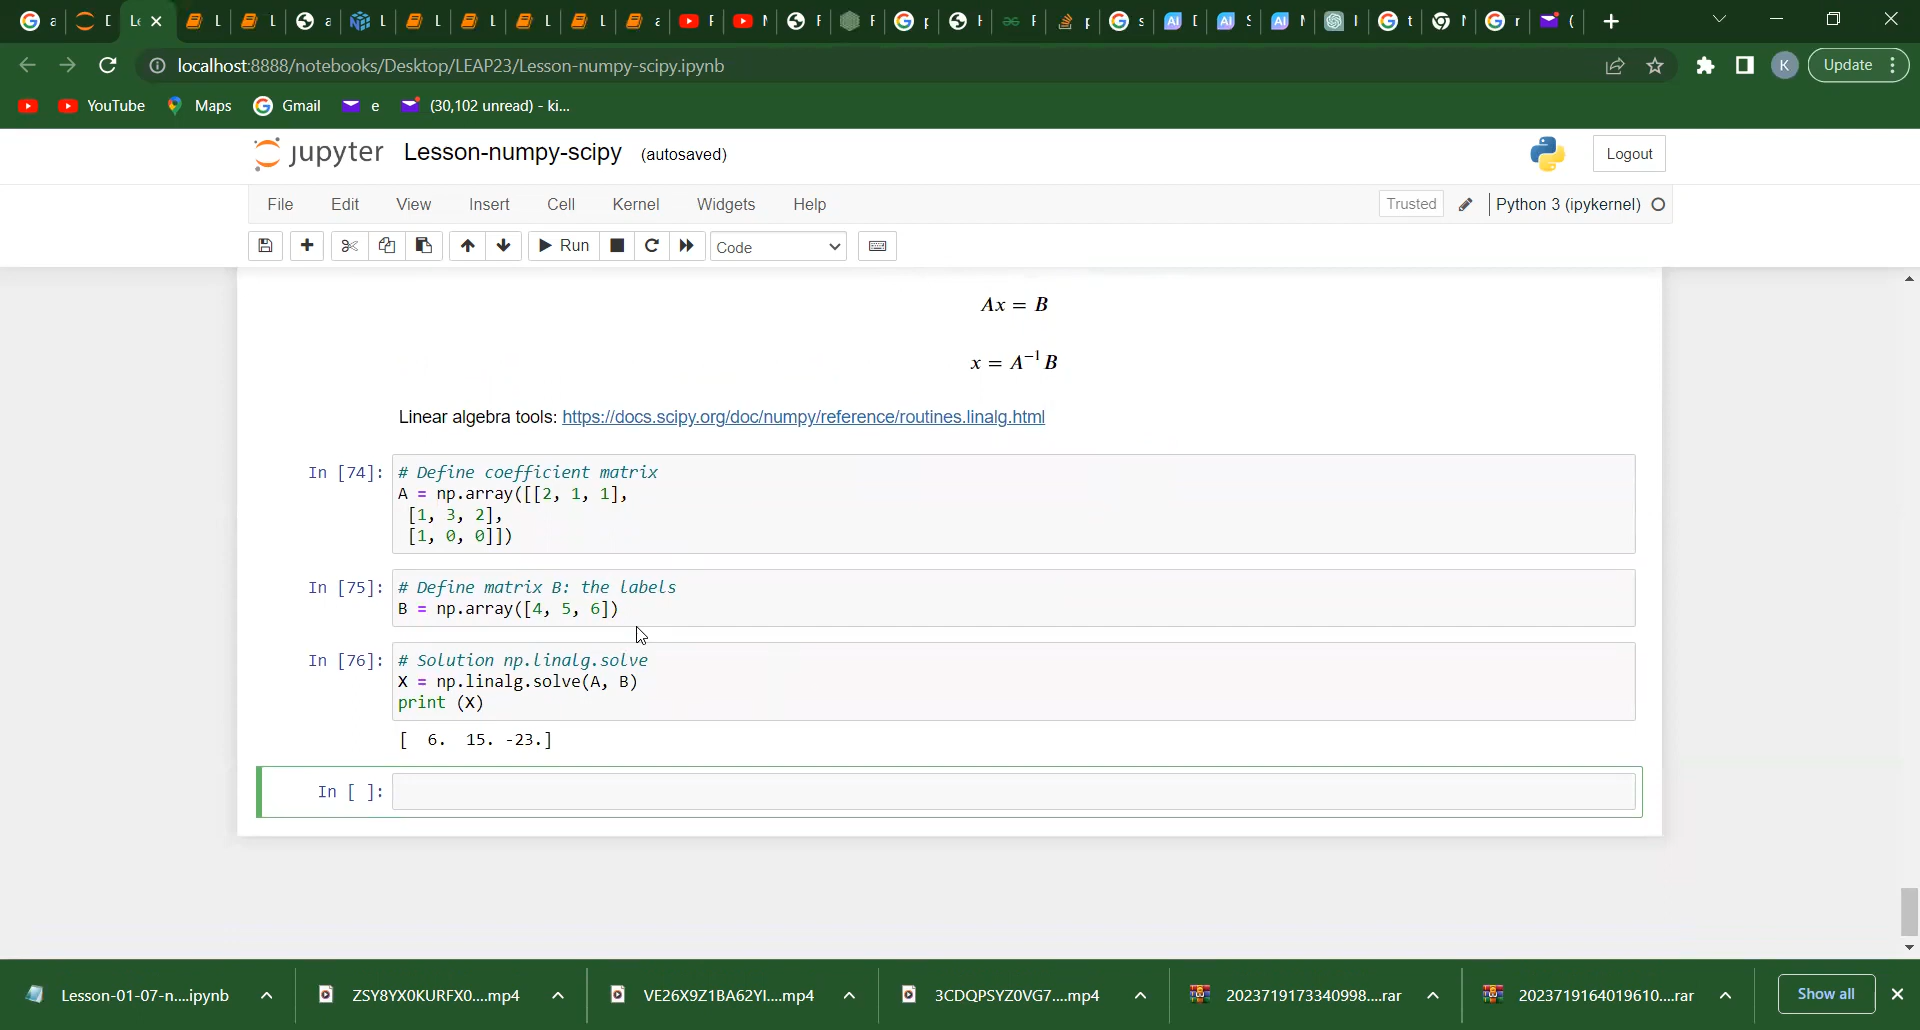 localhost:8888/notebooks/Desktop/LEAP23/Lesson-numpy-scipy.ipynb
K
Update
YouTube
Maps
Gmail
e
(30,102 unread) - ki...
jupyter
Lesson-numpy-scipy
(autosaved)
Logout
File
Edit
View
Insert
Cell
Kernel
Widgets
Help
Trusted
Python 3 (ipykernel)
Run
Code
Ax = B
x = A⁻¹B
Linear algebra tools: https://docs.scipy.org/doc/numpy/reference/routines.linalg.html
In [74]:
# Define coefficient matrix
A = np.array([[2, 1, 1],
[1, 3, 2],
[1, 0, 0]])
In [75]:
# Define matrix B: the labels
B = np.array([4, 5, 6])
In [76]:
# Solution np.linalg.solve
X = np.linalg.solve(A, B)
print (X)
[  6.  15. -23.]
In [ ]:
Lesson-01-07-n....ipynb
ZSY8YX0KURFX0....mp4
VE26X9Z1BA62YI....mp4
3CDQPSYZ0VG7....mp4
2023719173340998....rar
2023719164019610....rar
Show all